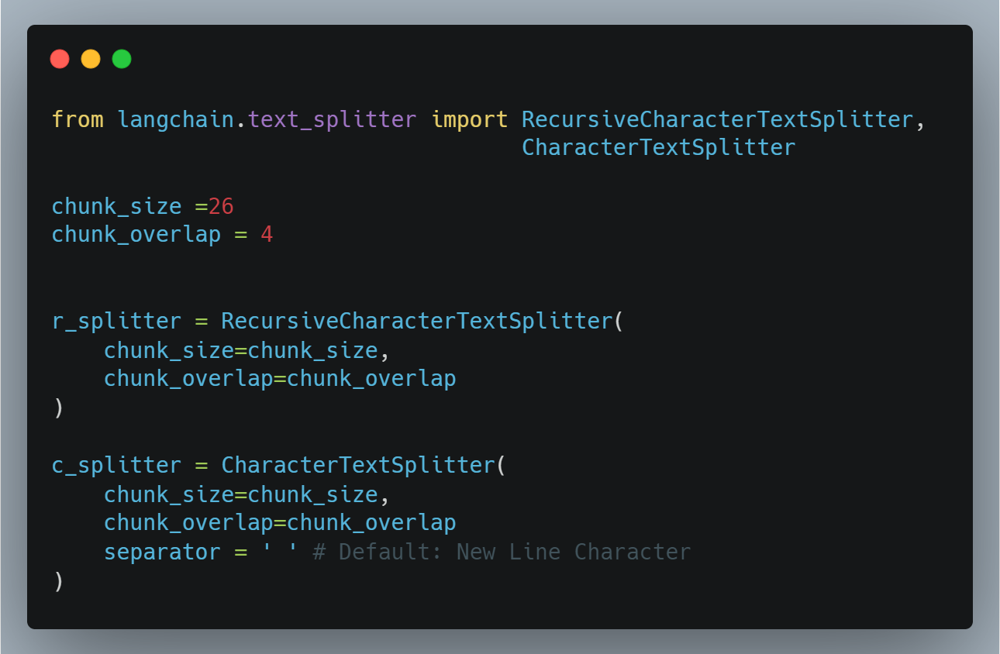 from langchain.text_splitter import RecursiveCharacterTextSplitter,
                                    CharacterTextSplitter
chunk_size =26
chunk_overlap = 4
r_splitter = RecursiveCharacterTextSplitter(
    chunk_size=chunk_size,
    chunk_overlap=chunk_overlap
)
c_splitter = CharacterTextSplitter(
    chunk_size=chunk_size,
    chunk_overlap=chunk_overlap
    separator = ' ' # Default: New Line Character
)